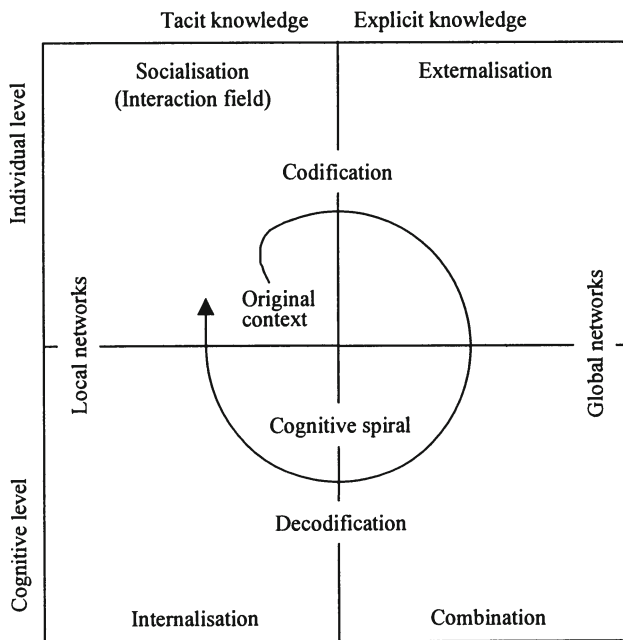 Tacit knowledge
Explicit knowledge
Socialisation
(Interaction field)
Externalisation
Individual level
Codification
Original
context
Local networks
Global networks
Cognitive spiral
Decodification
Cognitive level
Internalisation
Combination